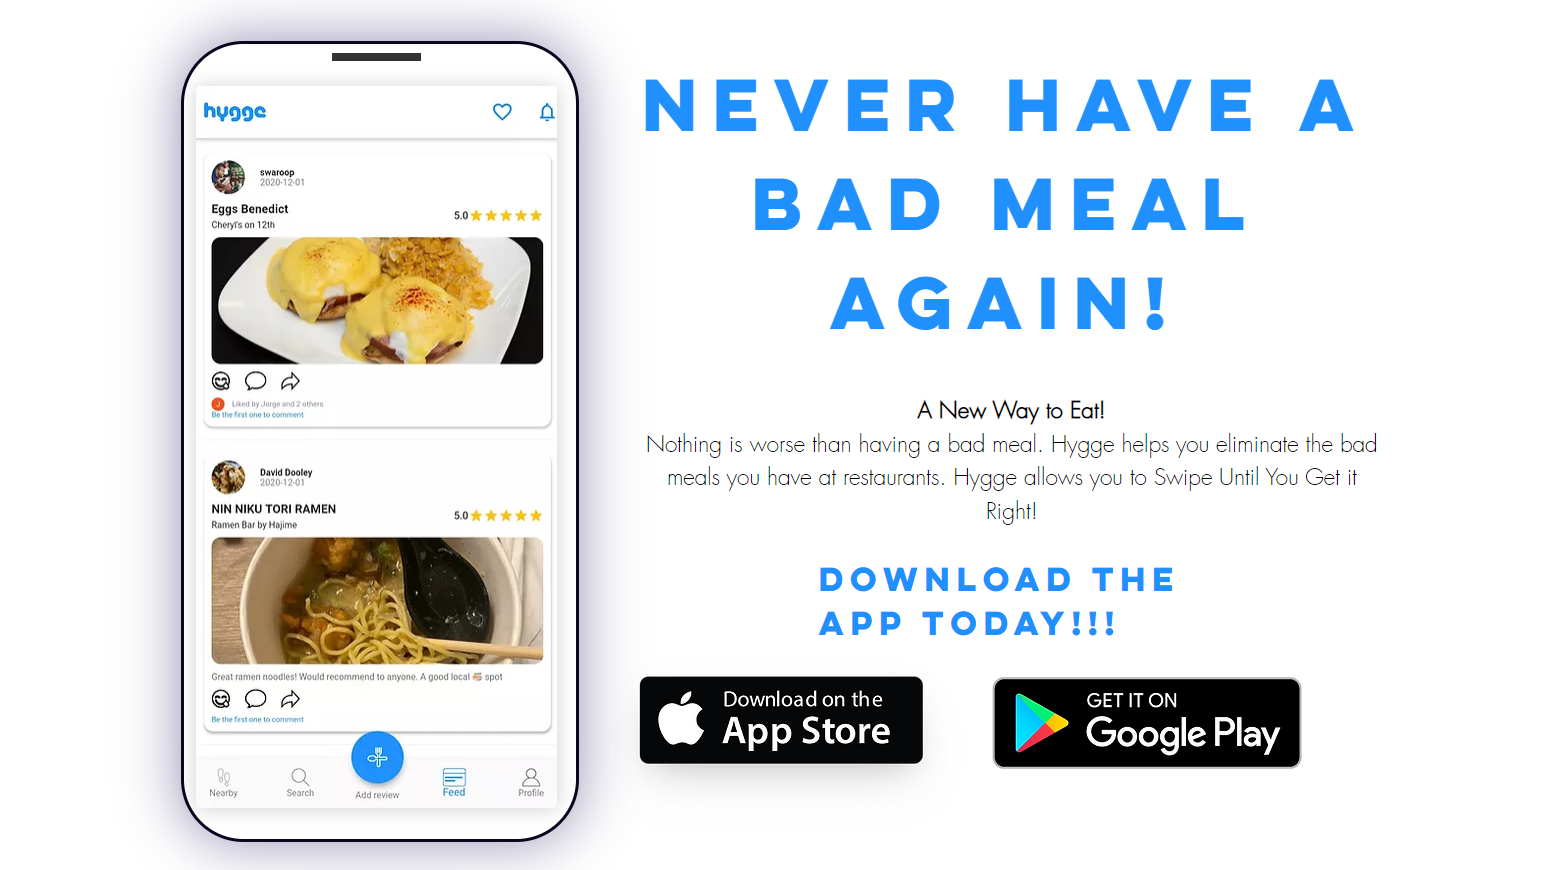 hygge
swaroop
2020-12-01
Eggs Benedict
5.0
Cheryl's on 12th
J Liked by Jorge and 2 others
Be the first one to comment
David Dooley
2020-12-01
NIN NIKU TORI RAMEN
5.0
Ramen Bar by Hajime
Great ramen noodles! Would recommend to anyone. A good local 🍜 spot
Be the first one to comment
Nearby
Search
Add review
Feed
Profile
NEVER HAVE A
BAD MEAL
AGAIN!
A New Way to Eat!
Nothing is worse than having a bad meal. Hygge helps you eliminate the bad
meals you have at restaurants. Hygge allows you to Swipe Until You Get it
Right!
DOWNLOAD THE
APP TODAY!!!
Download on the
App Store
GET IT ON
Google Play